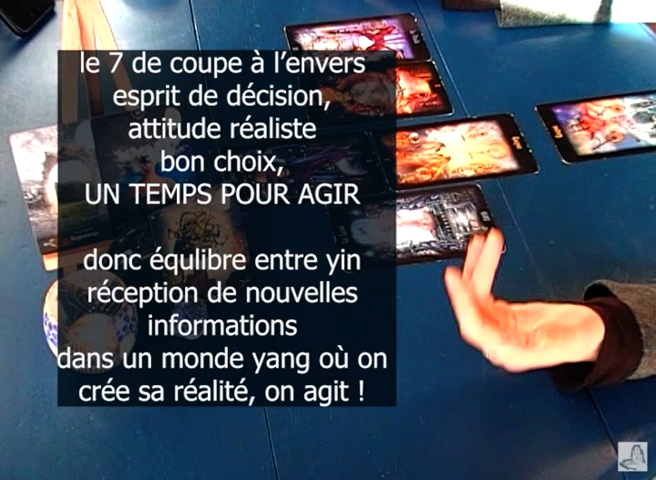 le 7 de coupe à l'envers
esprit de décision,
attitude réaliste
bon choix,
UN TEMPS POUR AGIR
donc équlibre entre yin
réception de nouvelles
informations
dans un monde yang où on
crée sa réalité, on agit !